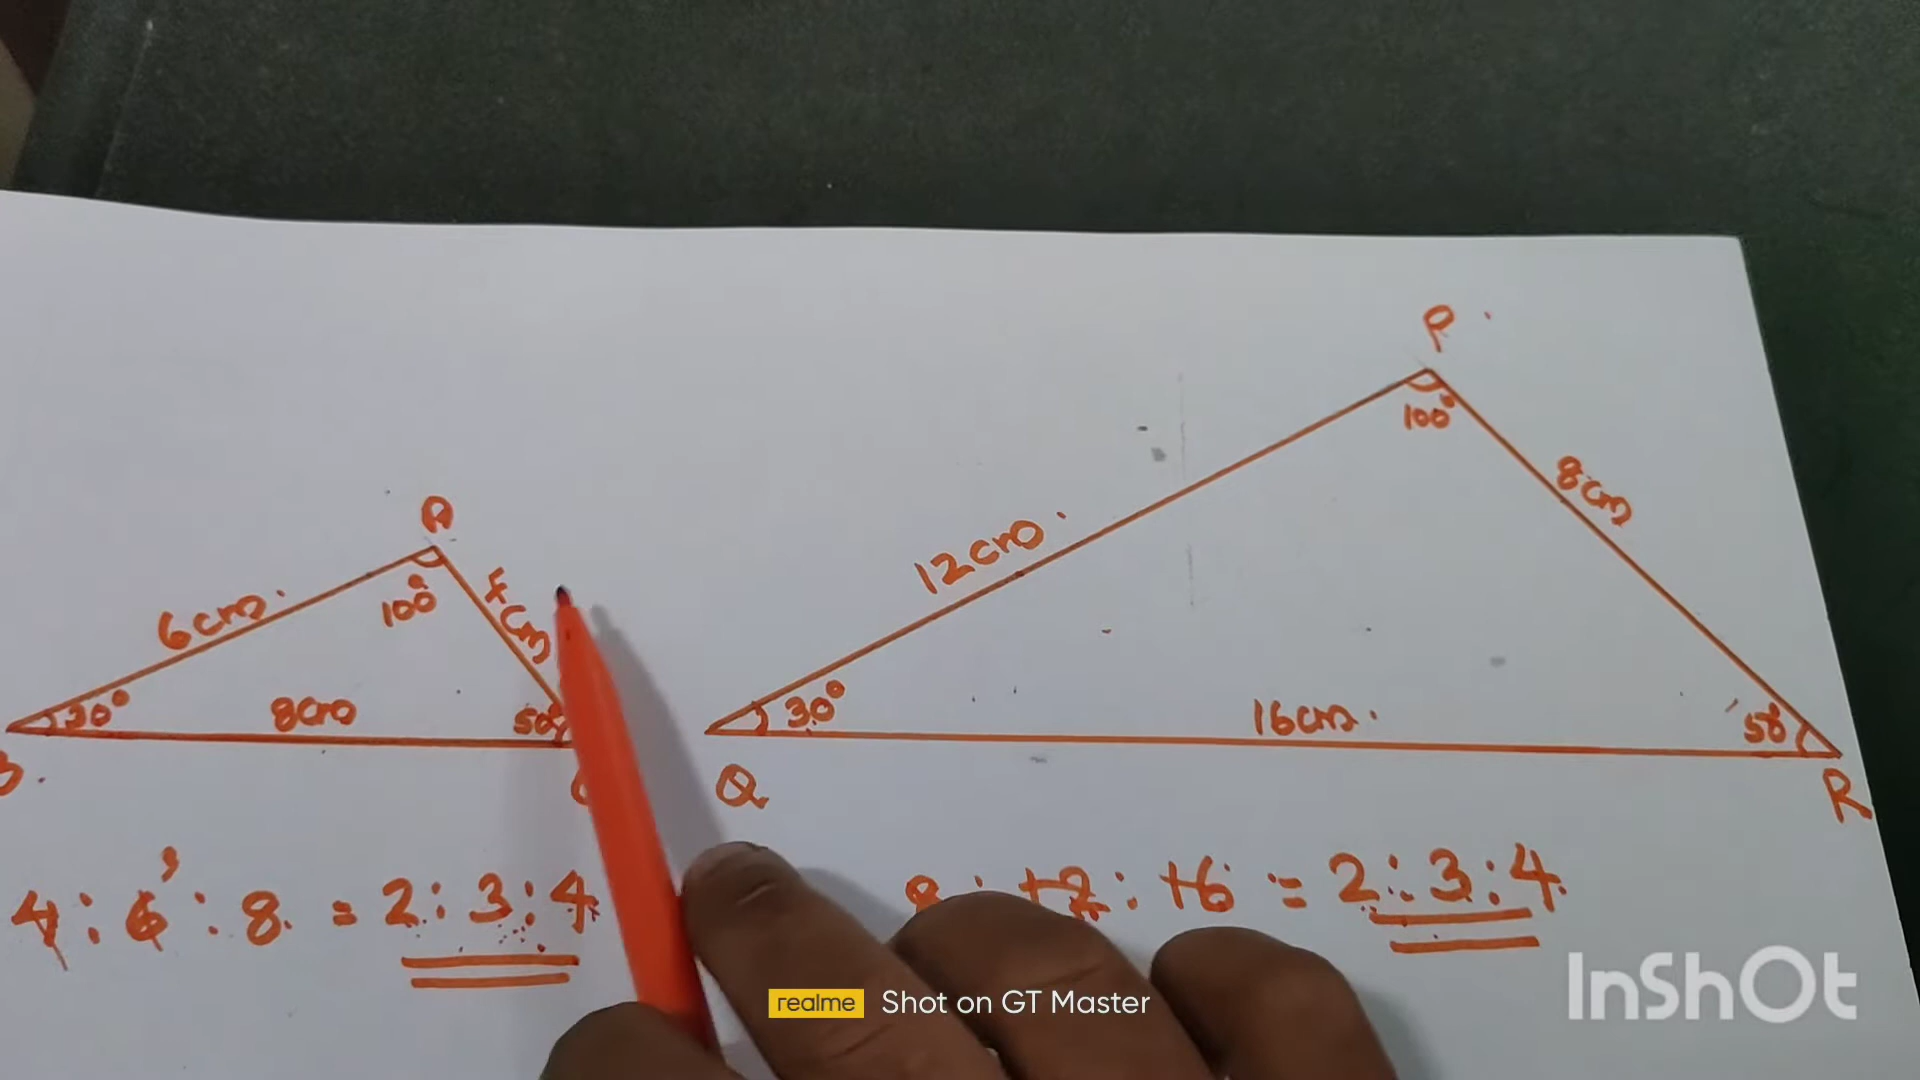 P
100°
8cm
12cm.
A
6cm.
100°
4cm
30°
8cm
50°
30°
16cm.
50°
Q
R
4 : 6 : 8 = 2 : 3 : 4
: 12 : 16 = 2 : 3 : 4
InShOt
realme Shot on GT Master